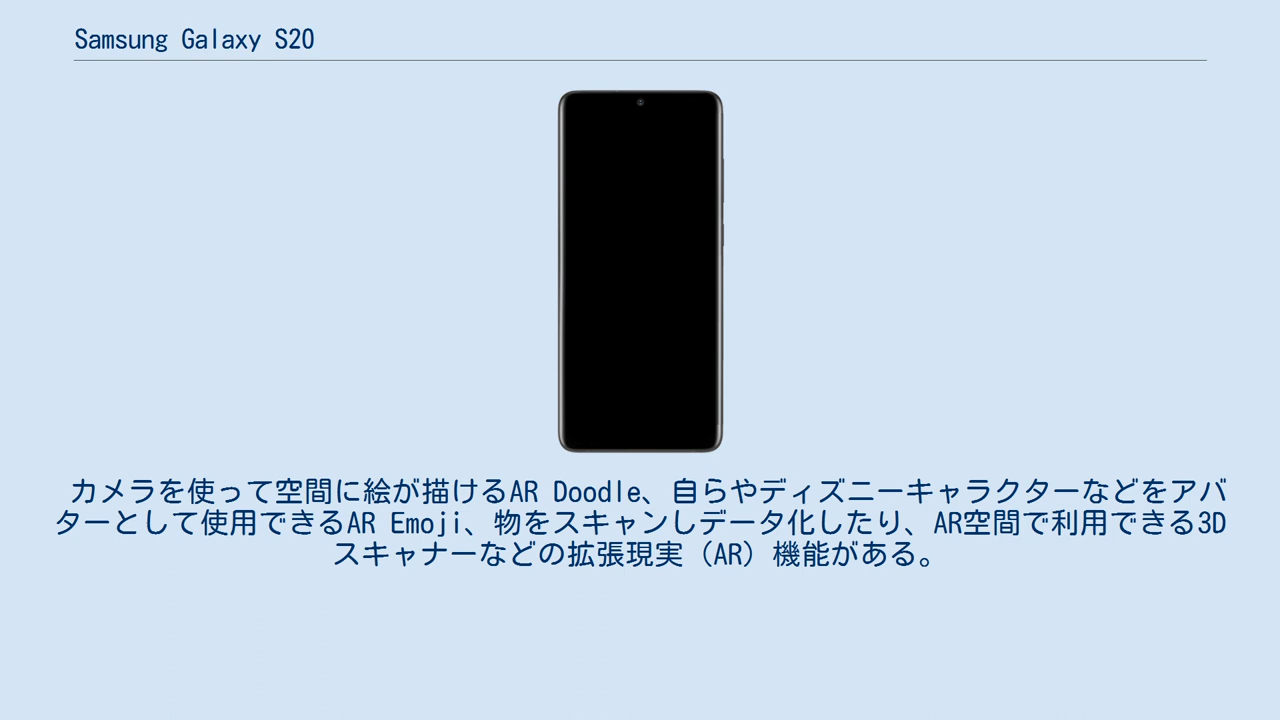 Samsung Galaxy S20
カメラを使って空間に絵が描けるAR Doodle、自らやディズニーキャラクターなどをアバ
ターとして使用できるAR Emoji、物をスキャンしデータ化したり、AR空間で利用できる3D
スキャナーなどの拡張現実（AR）機能がある。